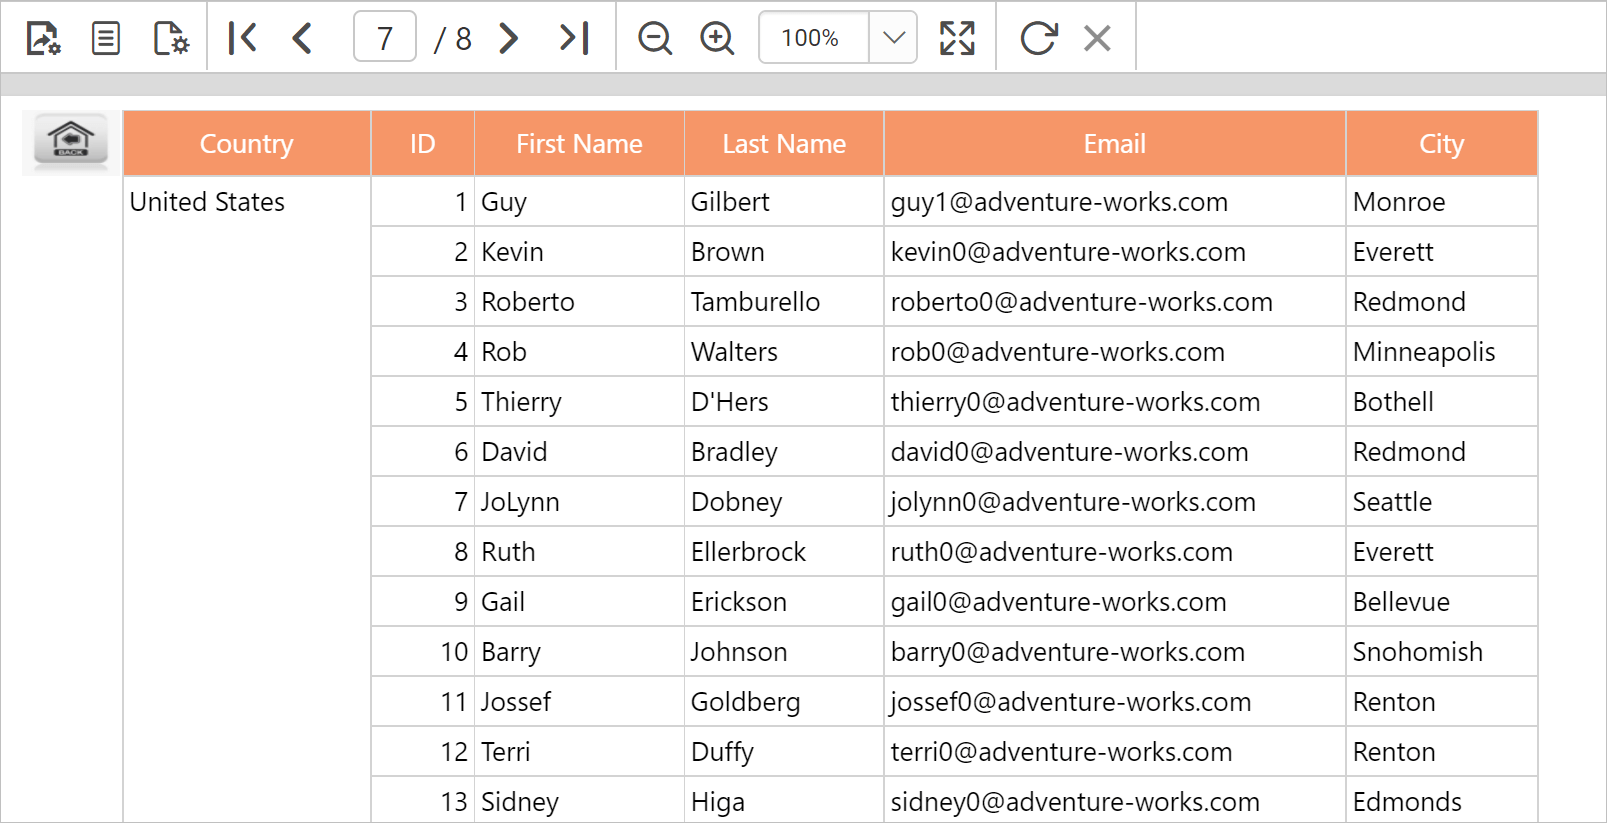 7 / 8 100%
BACK Country ID First Name Last Name Email City
United States 1 Guy Gilbert guy1@adventure-works.com Monroe
2 Kevin Brown kevin0@adventure-works.com Everett
3 Roberto Tamburello roberto0@adventure-works.com Redmond
4 Rob Walters rob0@adventure-works.com Minneapolis
5 Thierry D'Hers thierry0@adventure-works.com Bothell
6 David Bradley david0@adventure-works.com Redmond
7 JoLynn Dobney jolynn0@adventure-works.com Seattle
8 Ruth Ellerbrock ruth0@adventure-works.com Everett
9 Gail Erickson gail0@adventure-works.com Bellevue
10 Barry Johnson barry0@adventure-works.com Snohomish
11 Jossef Goldberg jossef0@adventure-works.com Renton
12 Terri Duffy terri0@adventure-works.com Renton
13 Sidney Higa sidney0@adventure-works.com Edmonds